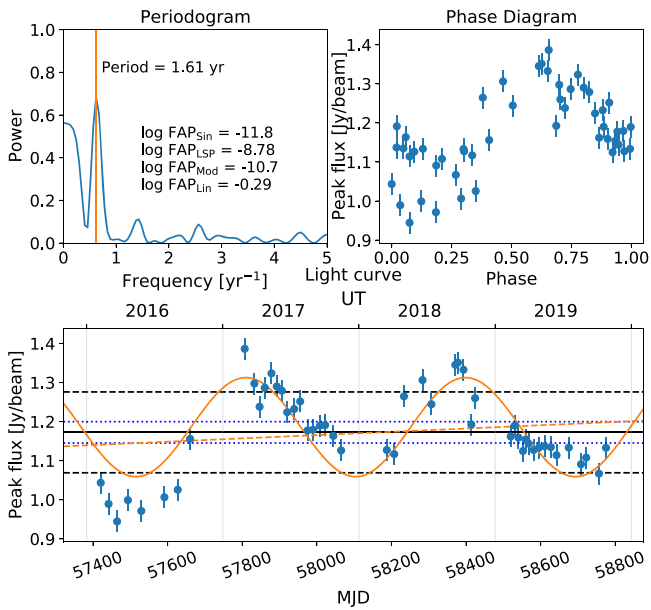 Periodogram
Phase Diagram
1.0
0.8
0.6
0.4
0.2
0.0
Power
Period = 1.61 yr
log FAP_Sin = -11.8
log FAP_LSP = -8.78
log FAP_Mod = -10.7
log FAP_Lin = -0.29
0 1 2 3 4 5
Frequency [yr⁻¹]
1.4
1.3
1.2
1.1
1.0
0.9
Peak flux [Jy/beam]
0.00 0.25 0.50 0.75 1.00
Phase
Light curve
UT
2016 2017 2018 2019
1.4
1.3
1.2
1.1
1.0
0.9
Peak flux [Jy/beam]
57400 57600 57800 58000 58200 58400 58600 58800
MJD